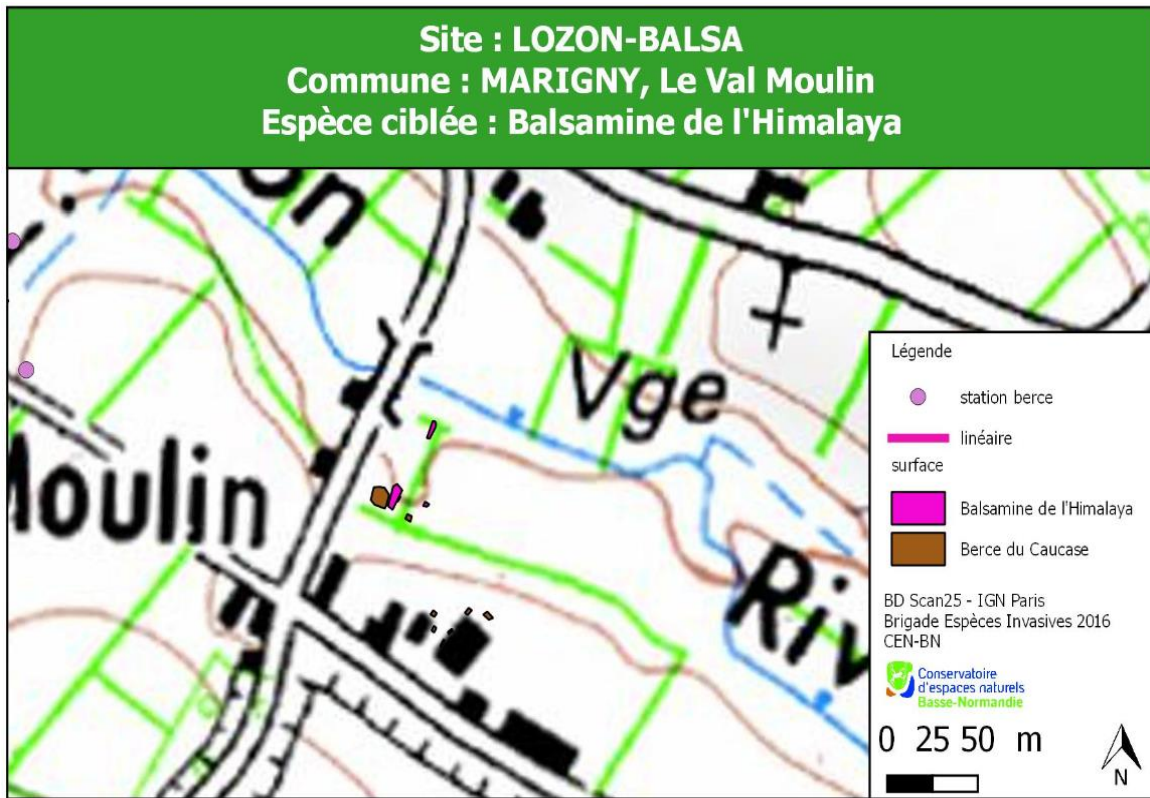 Site : LOZON-BALSA
Commune : MARIGNY, Le Val Moulin
Espèce ciblée : Balsamine de l'Himalaya
on
Vge
Moulin
Riv
Légende
station berce
linéaire
surface
Balsamine de l'Himalaya
Berce du Caucase
BD Scan25 - IGN Paris
Brigade Espèces Invasives 2016
CEN-BN
Conservatoire
d'espaces naturels
Basse-Normandie
0 25 50 m
N